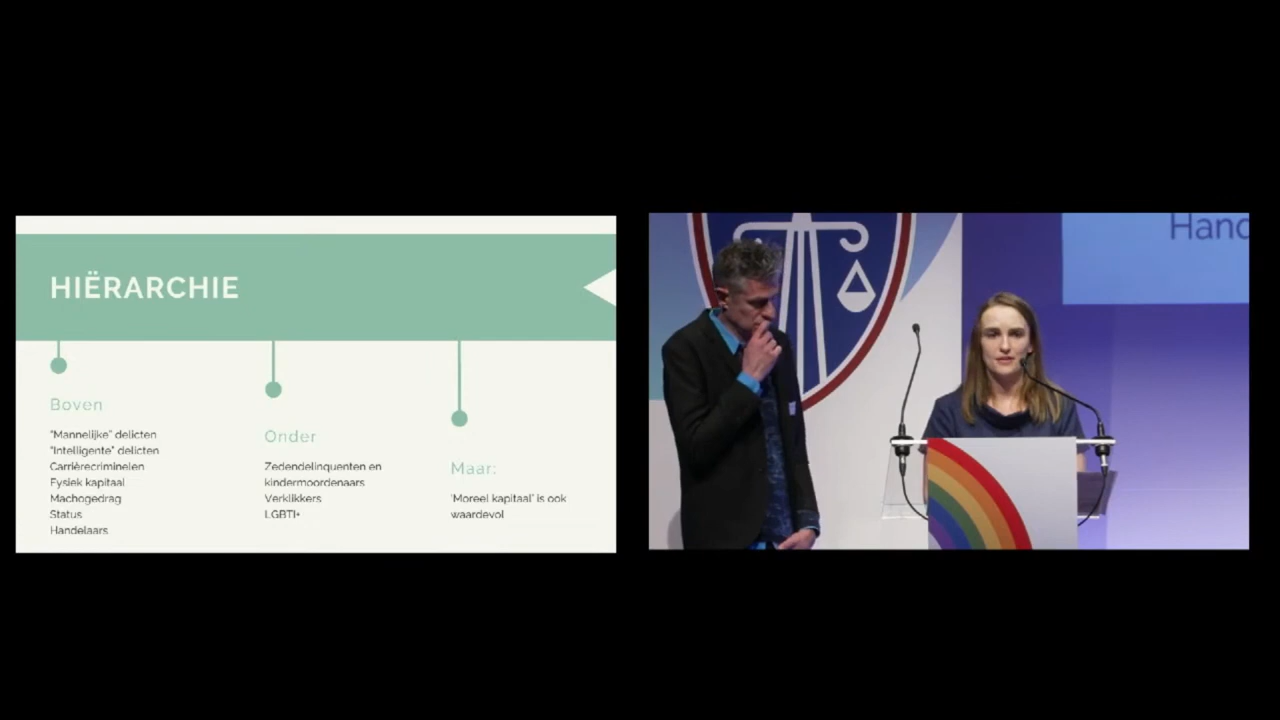 HIËRARCHIE
Boven
"Mannelijke" delicten
"Intelligente" delicten
Carrièrecriminelen
Fysiek kapitaal
Machogedrag
Status
Handelaars
Onder
Zedendelinquenten en
kindermoordenaars
Verklikkers
LGBTI+
Maar:
'Moreel kapitaal' is ook
waardevol
Hand